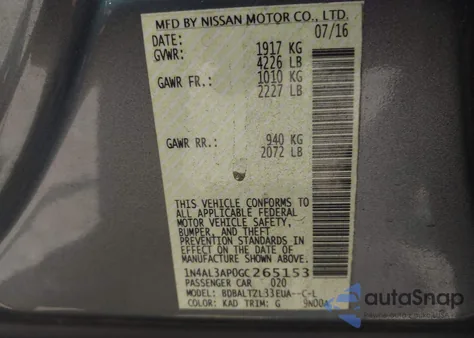 MFD BY NISSAN MOTOR CO., LTD.
DATE: 07/16
GVWR: 1917 KG
4226 LB
GAWR FR.: 1010 KG
2227 LB
GAWR RR.: 940 KG
2072 LB
THIS VEHICLE CONFORMS TO
ALL APPLICABLE FEDERAL
MOTOR VEHICLE SAFETY,
BUMPER, AND THEFT
PREVENTION STANDARDS IN
EFFECT ON THE DATE OF
MANUFACTURE SHOWN ABOVE.
1N4AL3AP0GC265153
PASSENGER CAR 020
MODEL: BDBALTZL33EUA--C-L
COLOR: KAD TRIM: G
autoSnap